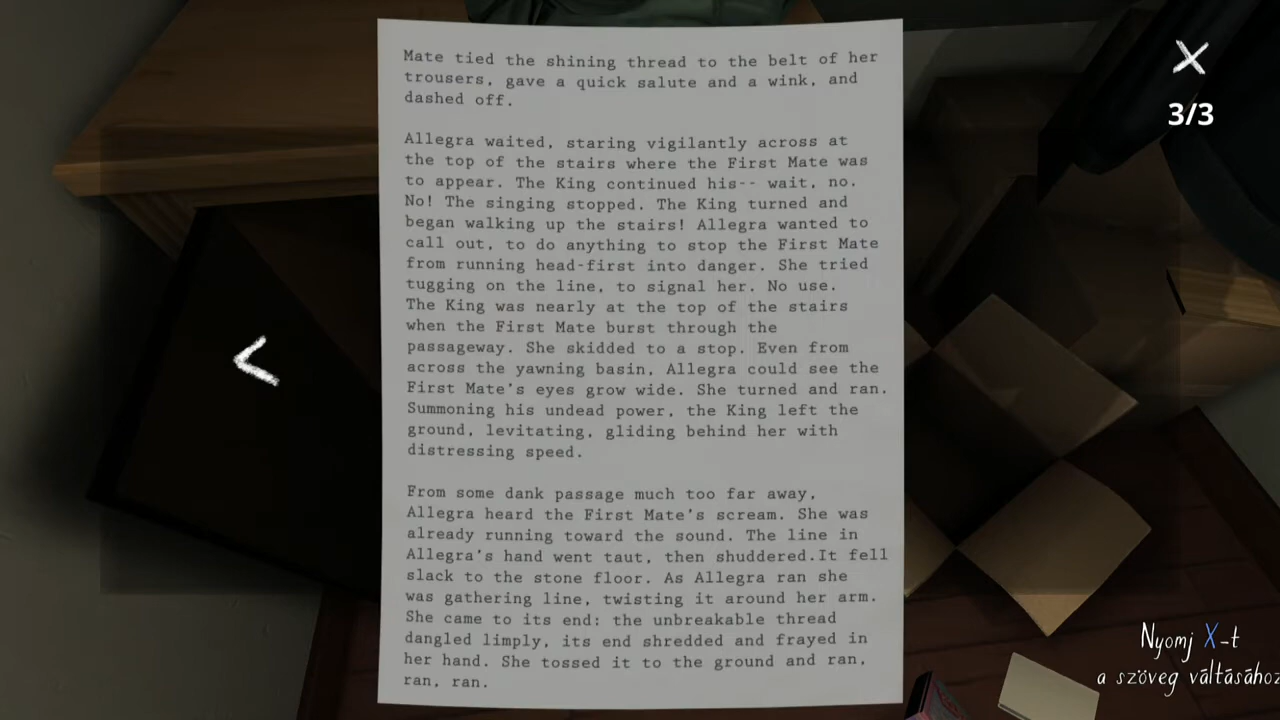 Mate tied the shining thread to the belt of her
trousers, gave a quick salute and a wink, and
dashed off.
Allegra waited, staring vigilantly across at
the top of the stairs where the First Mate was
to appear. The King continued his-- wait, no.
No! The singing stopped. The King turned and
began walking up the stairs! Allegra wanted to
call out, to do anything to stop the First Mate
from running head-first into danger. She tried
tugging on the line, to signal her. No use.
The King was nearly at the top of the stairs
when the First Mate burst through the
passageway. She skidded to a stop. Even from
across the yawning basin, Allegra could see the
First Mate's eyes grow wide. She turned and ran.
Summoning his undead power, the King left the
ground, levitating, gliding behind her with
distressing speed.
From some dank passage much too far away,
Allegra heard the First Mate's scream. She was
already running toward the sound. The line in
Allegra's hand went taut, then shuddered.It fell
slack to the stone floor. As Allegra ran she
was gathering line, twisting it around her arm.
She came to its end: the unbreakable thread
dangled limply, its end shredded and frayed in
her hand. She tossed it to the ground and ran,
ran, ran.
3/3
Nyomj X-t
a szöveg váltásához